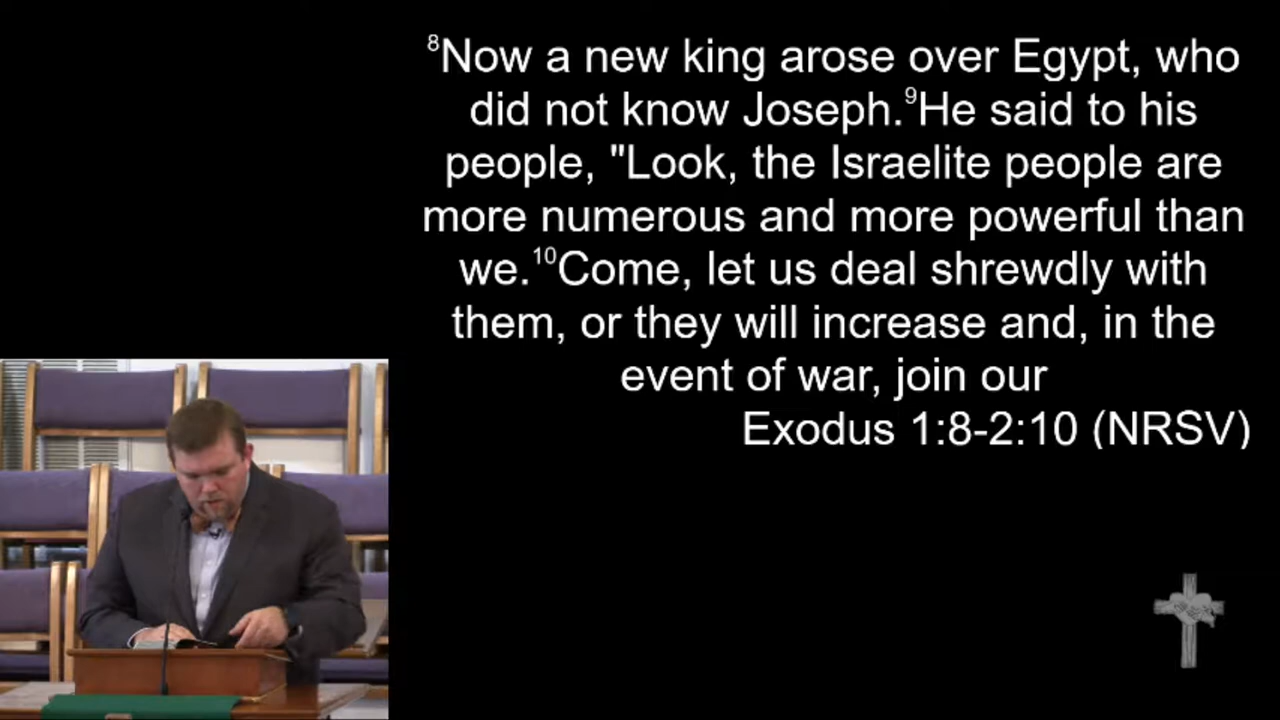 ⁸Now a new king arose over Egypt, who
did not know Joseph.⁹He said to his
people, "Look, the Israelite people are
more numerous and more powerful than
we.¹⁰Come, let us deal shrewdly with
them, or they will increase and, in the
event of war, join our
Exodus 1:8-2:10 (NRSV)